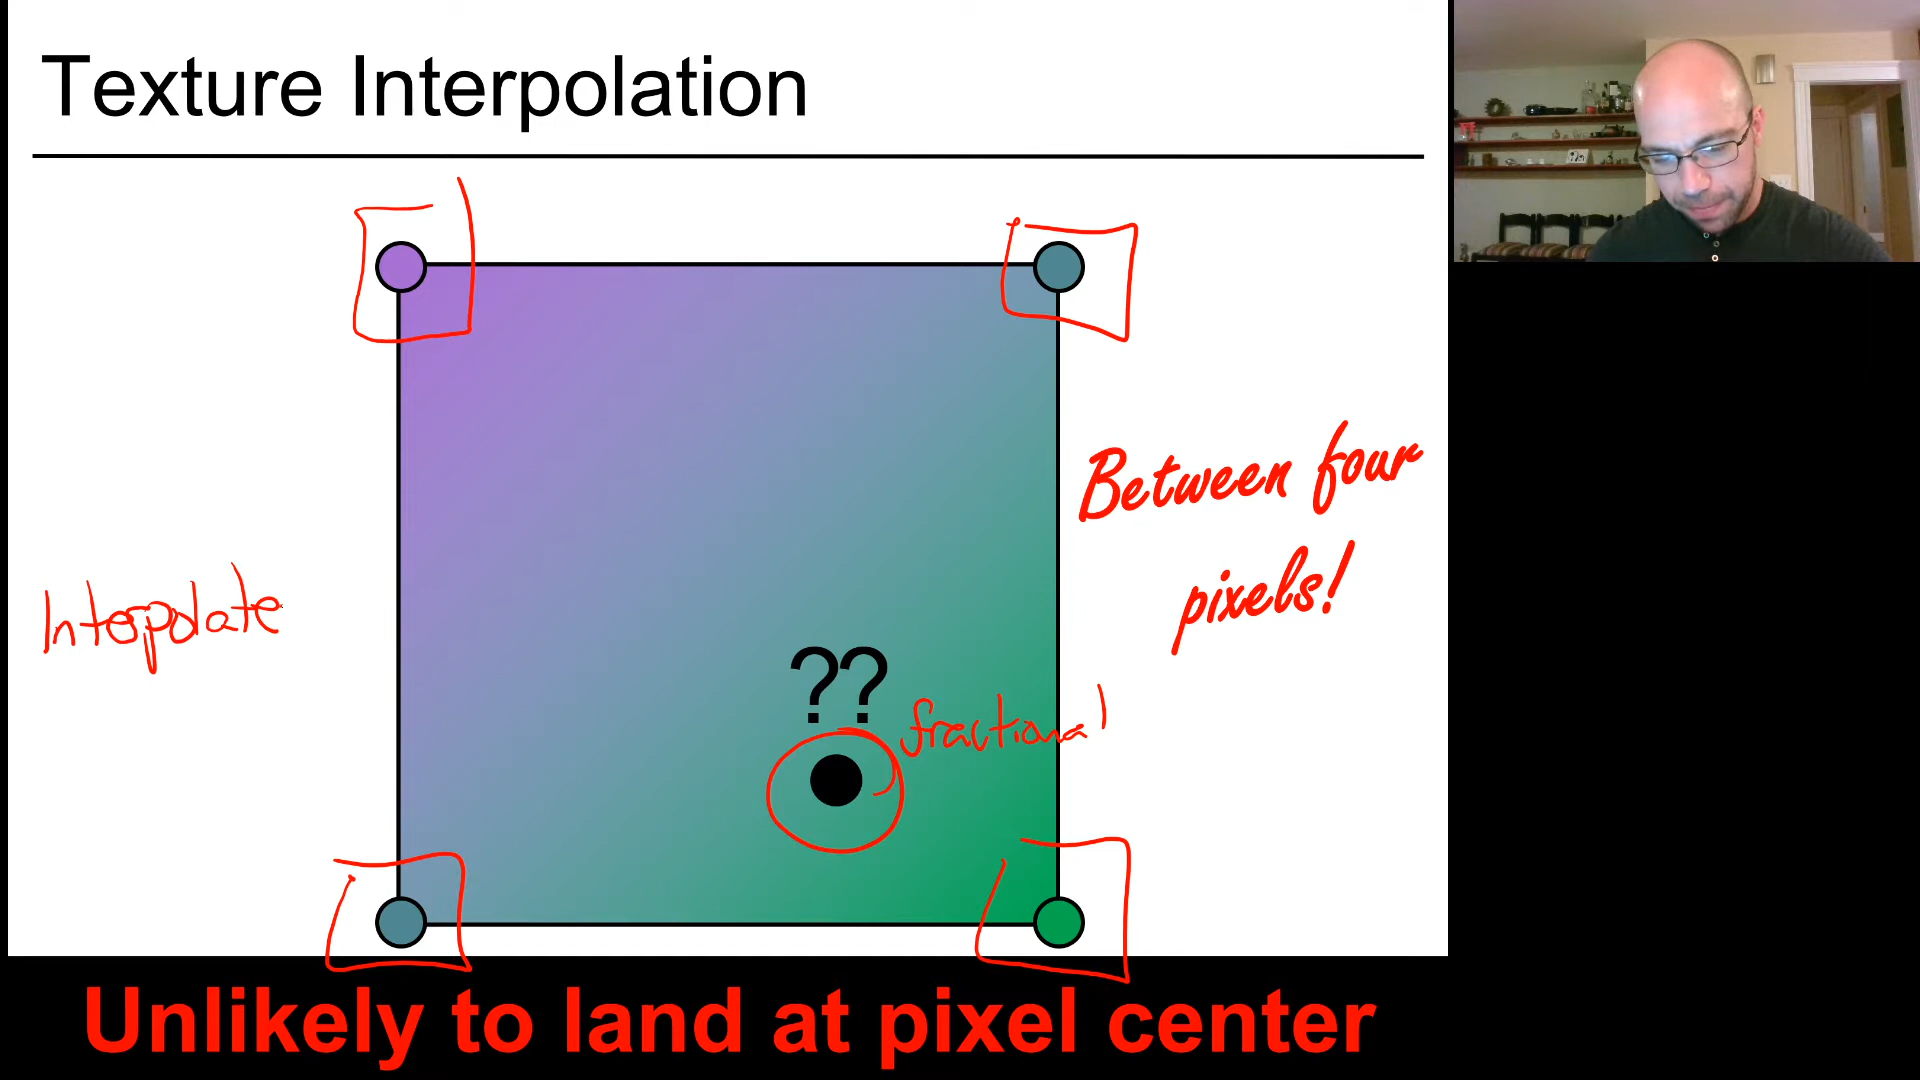 Texture Interpolation
Between four
pixels!
Interpolate
??
fractional
Unlikely to land at pixel center